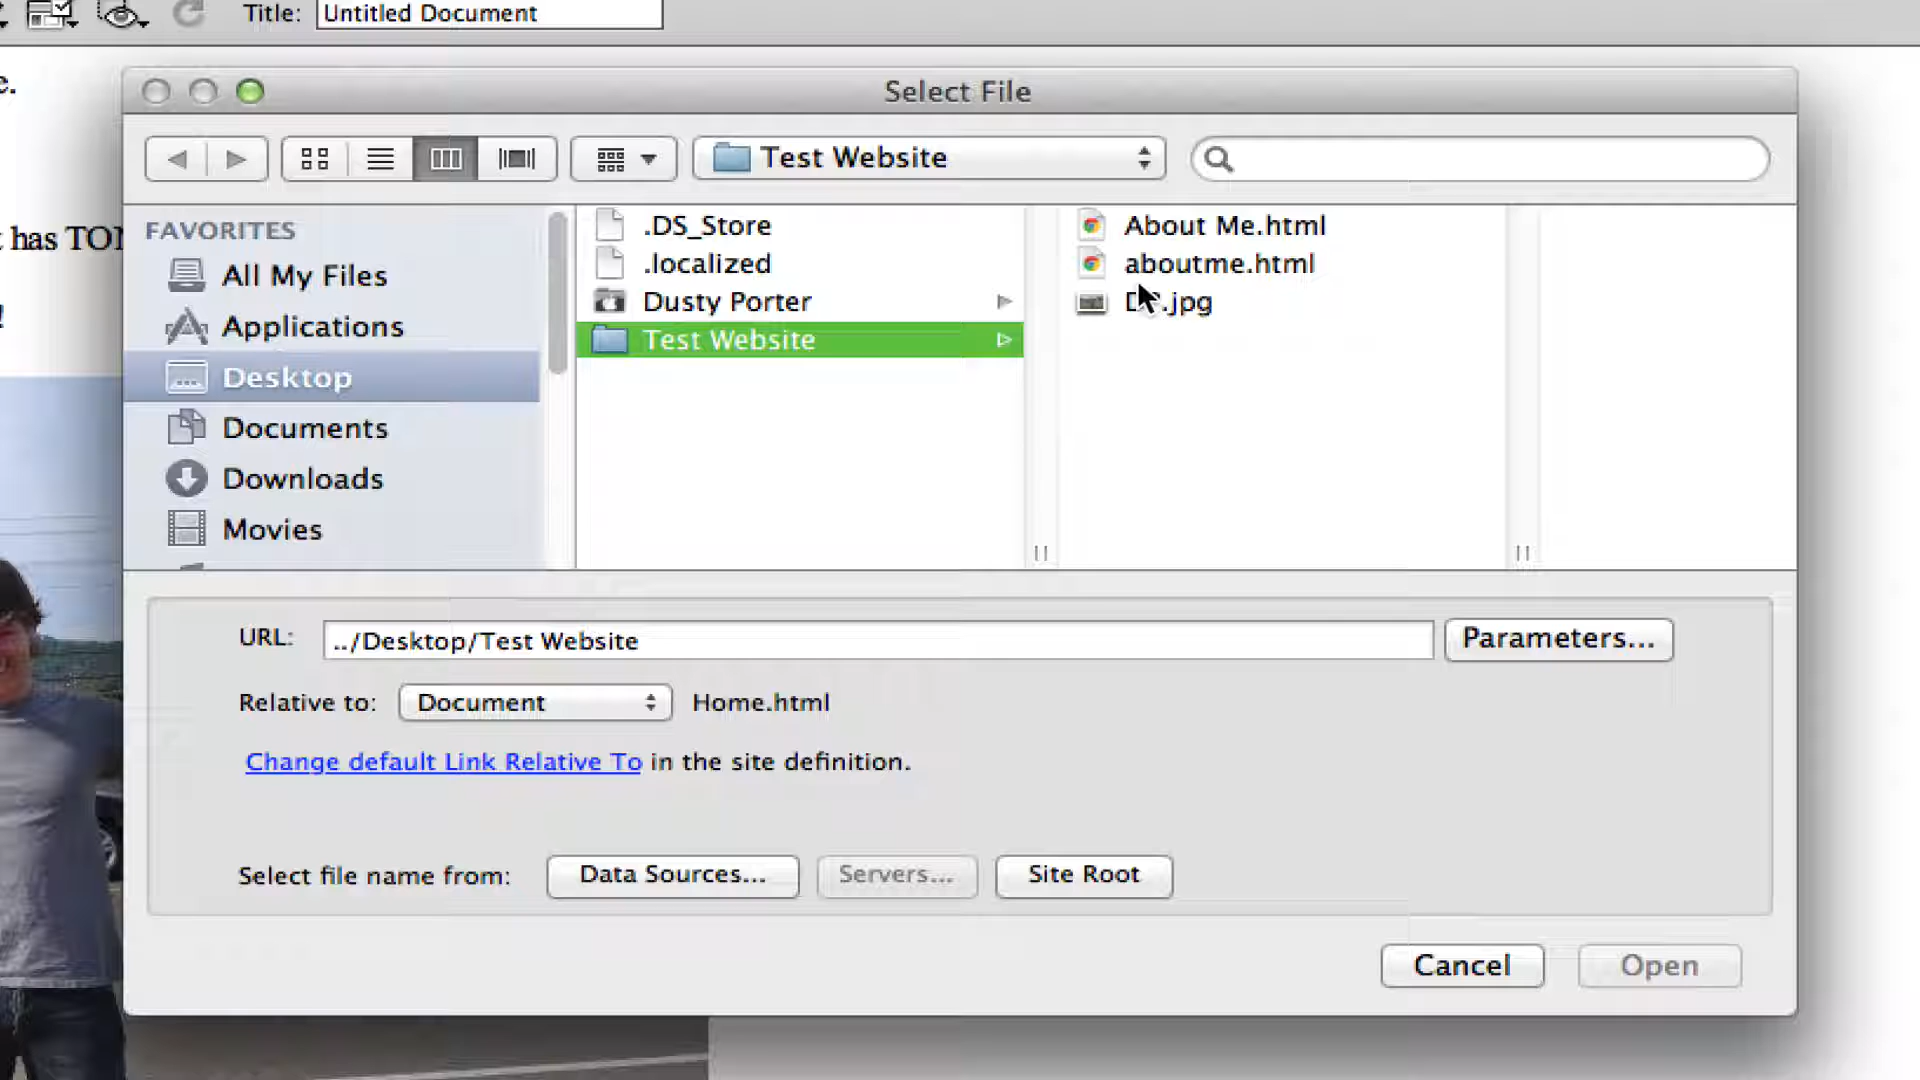 Title: Untitled Document
e.
Select File
Test Website
FAVORITES
All My Files
Applications
Desktop
Documents
Downloads
Movies
.DS_Store
.localized
Dusty Porter
Test Website
About Me.html
aboutme.html
.jpg
t has TO
!
URL: ../Desktop/Test Website Parameters...
Relative to: Document Home.html
Change default Link Relative To in the site definition.
Select file name from: Data Sources... Servers... Site Root
Cancel Open